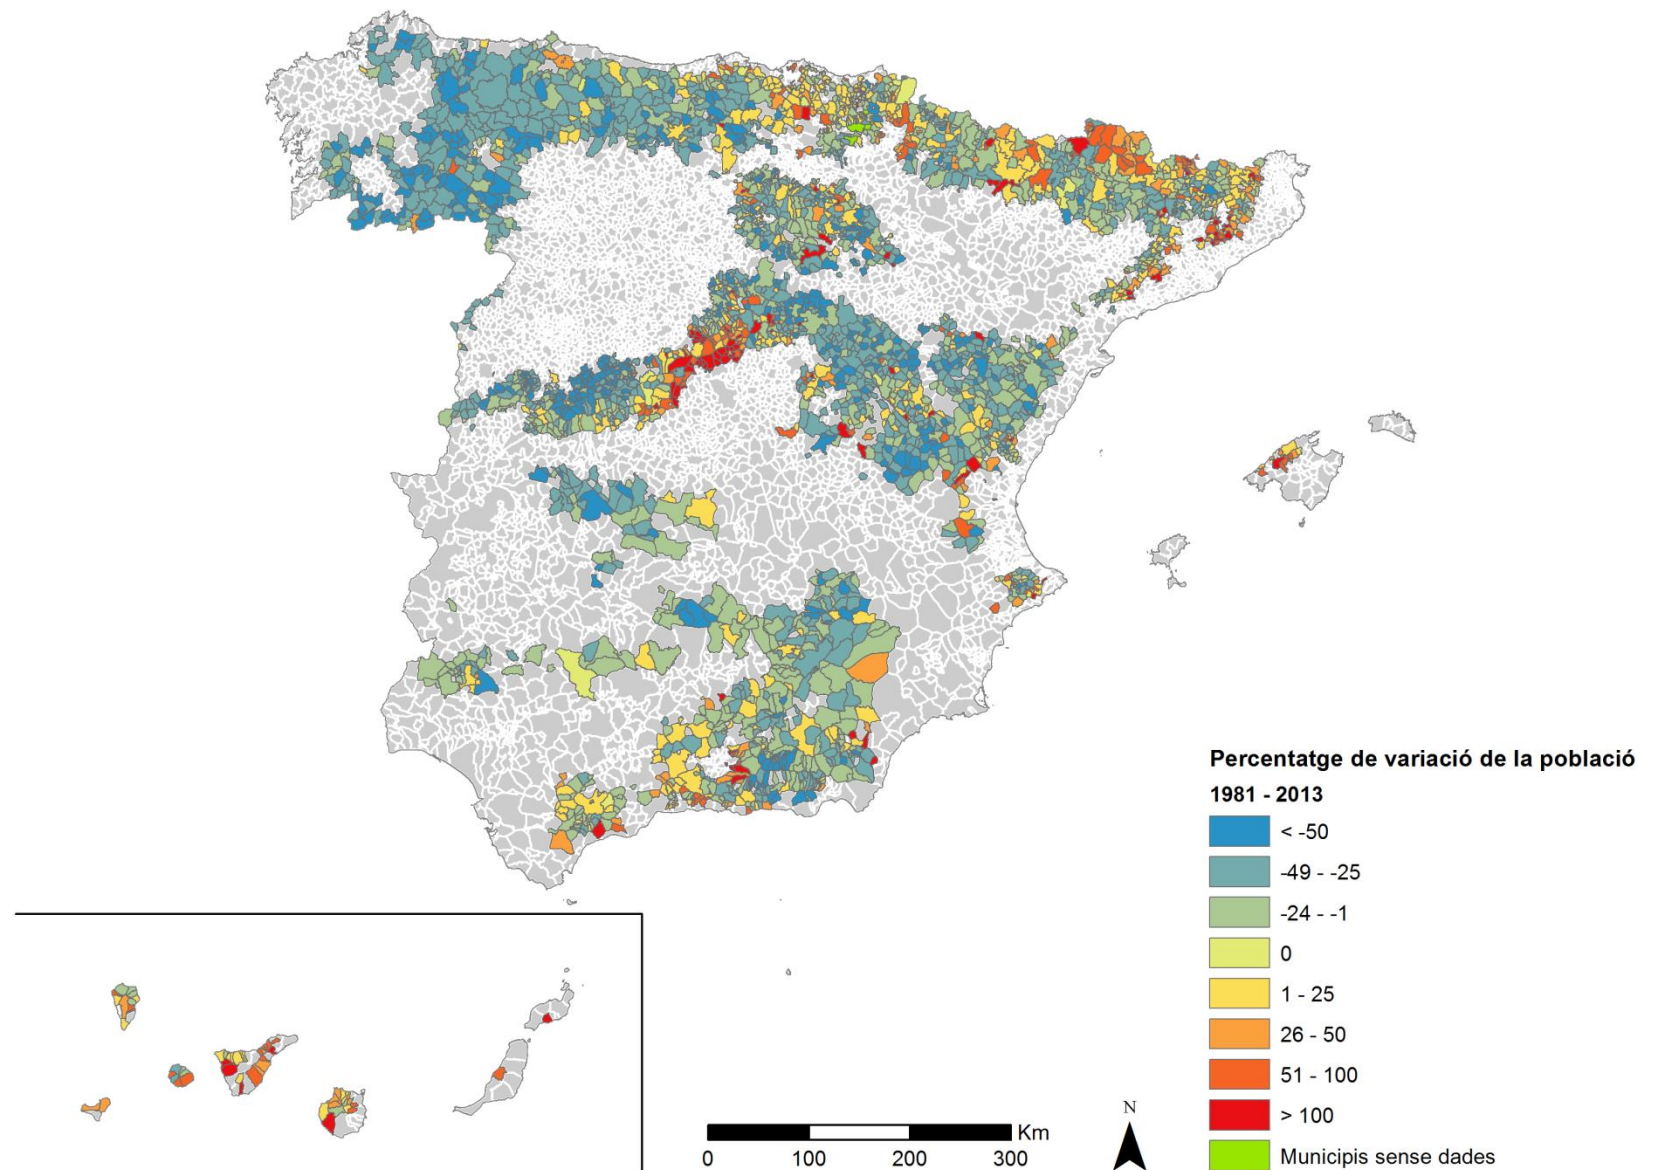 Percentatge de variació de la població
1981 - 2013
< -50
-49 - -25
-24 - -1
0
1 - 25
26 - 50
51 - 100
> 100
Municipis sense dades
N
Km
0 100 200 300